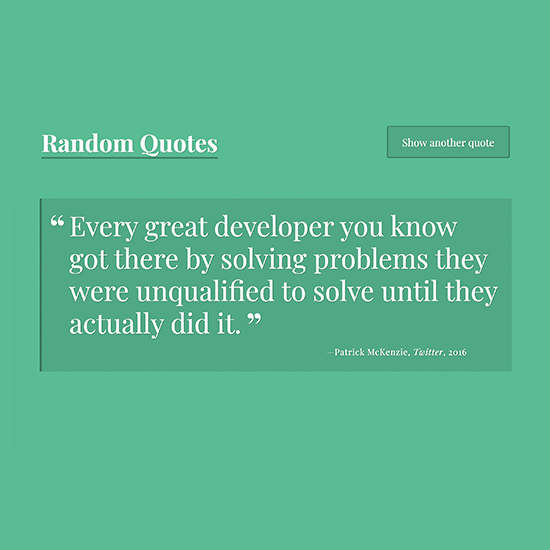 Random Quotes
Show another quote
“ Every great developer you know
got there by solving problems they
were unqualified to solve until they
actually did it. ”
—Patrick McKenzie, Twitter, 2016